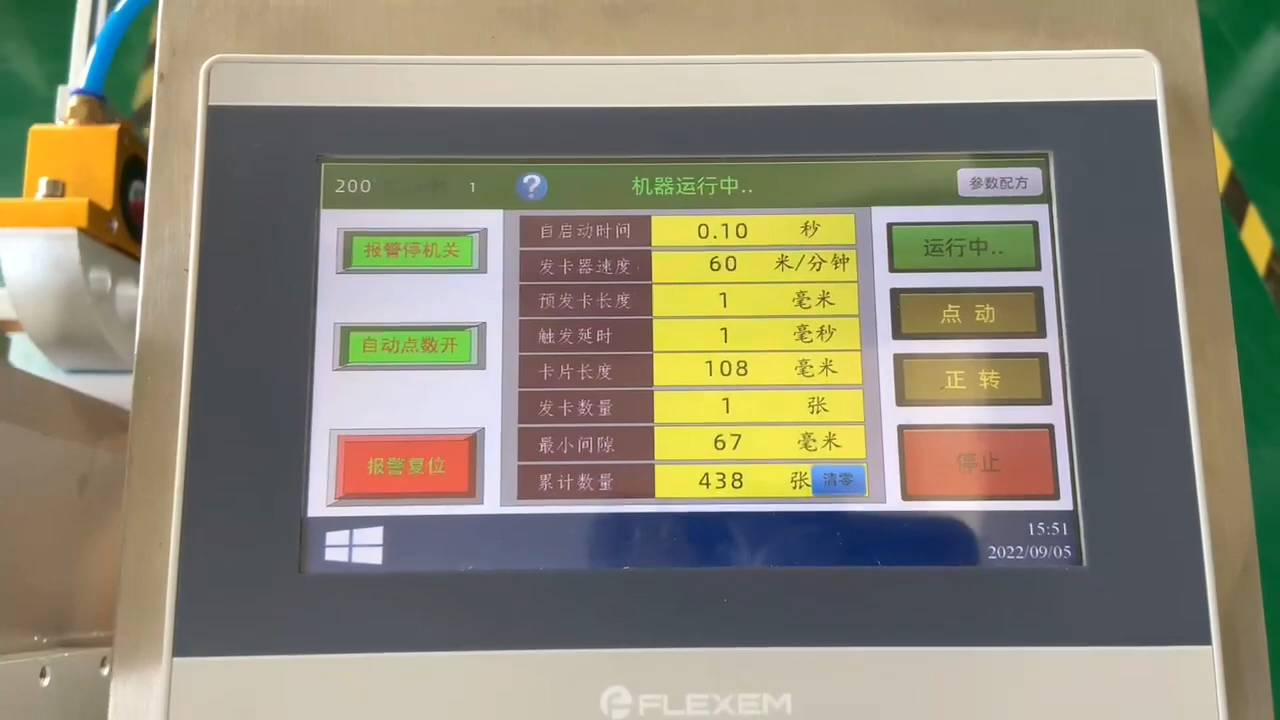 200 1 ? 机器运行中.. 参数配方
报警停机关
自动点数开
报警复位
自启动时间 0.10 秒
发卡器速度 60 米/分钟
预发卡长度 1 毫米
触发延时 1 毫秒
卡片长度 108 毫米
发卡数量 1 张
最小间隙 67 毫米
累计数量 438 张 清零
运行中..
点 动
正 转
停止
15:51
2022/09/05
FLEXEM